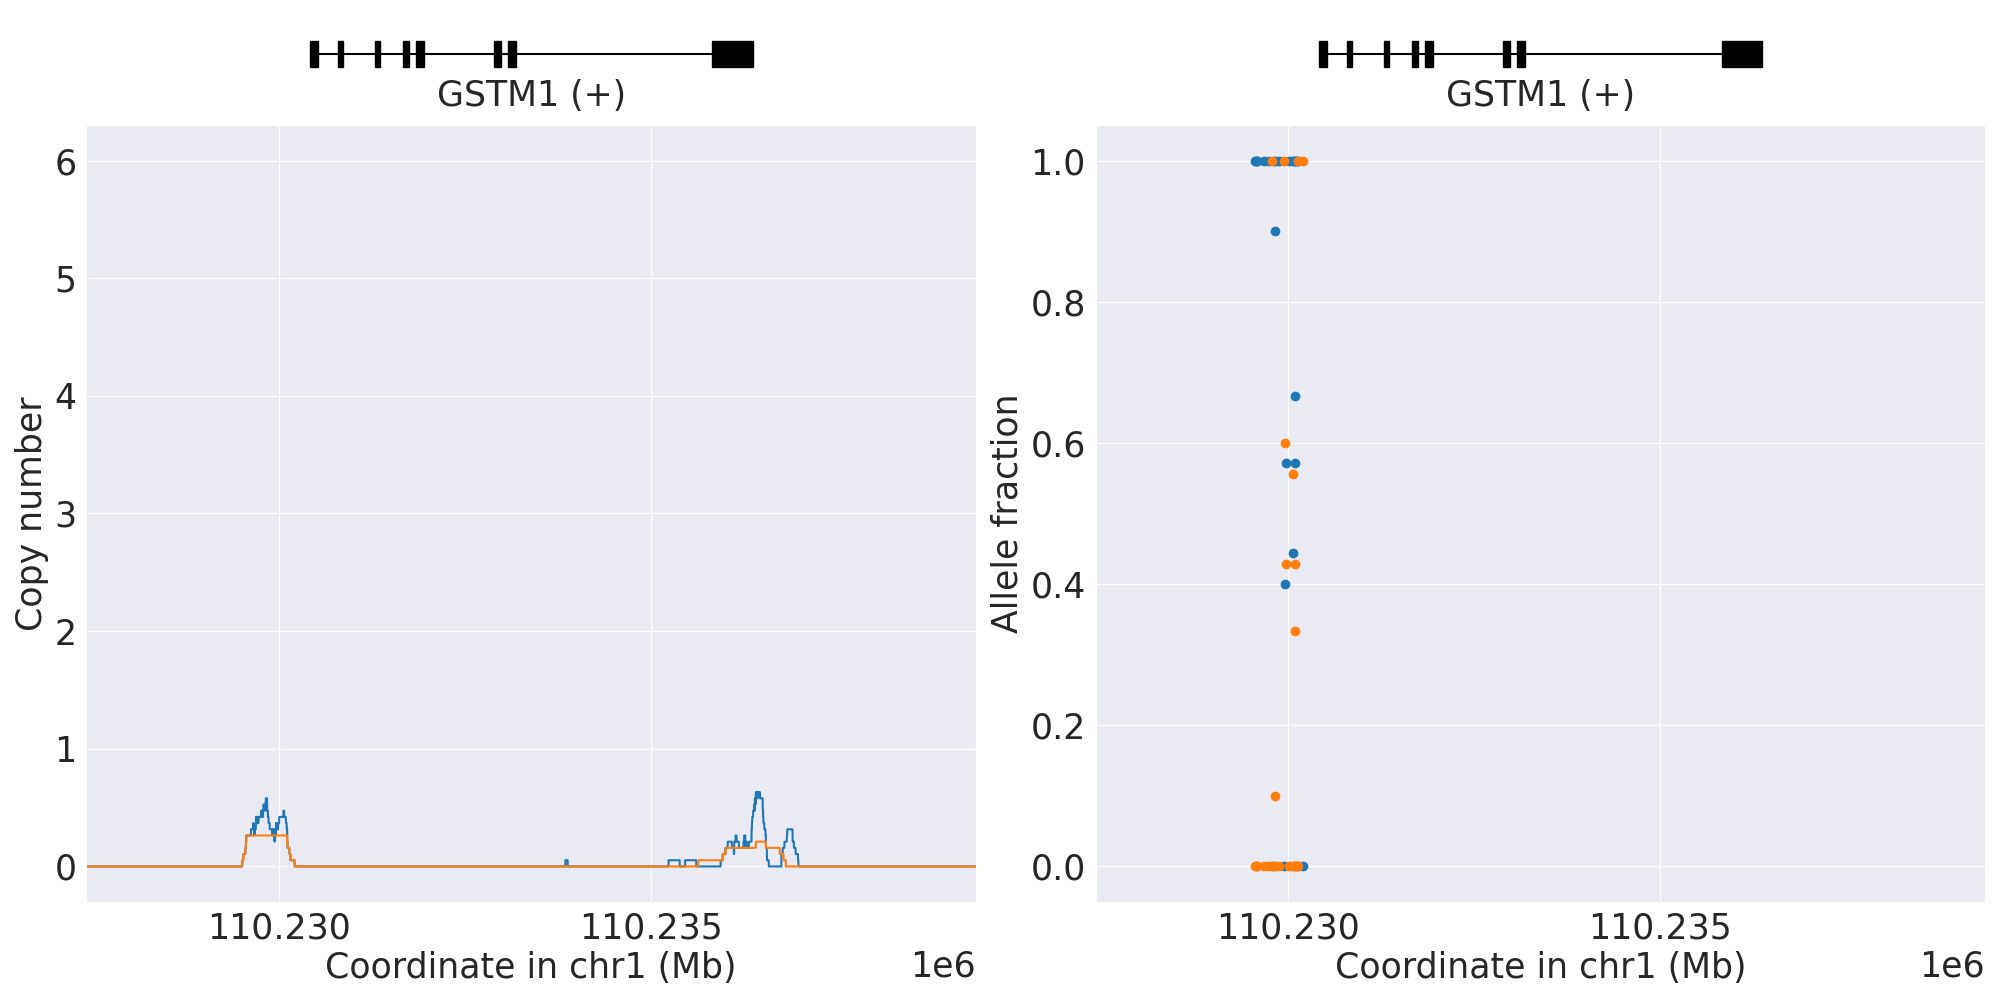 GSTM1 (+)
6
5
4
3
2
1
0
Copy number
110.230
110.235
Coordinate in chr1 (Mb)
1e6
GSTM1 (+)
1.0
0.8
0.6
0.4
0.2
0.0
Allele fraction
110.230
110.235
Coordinate in chr1 (Mb)
1e6